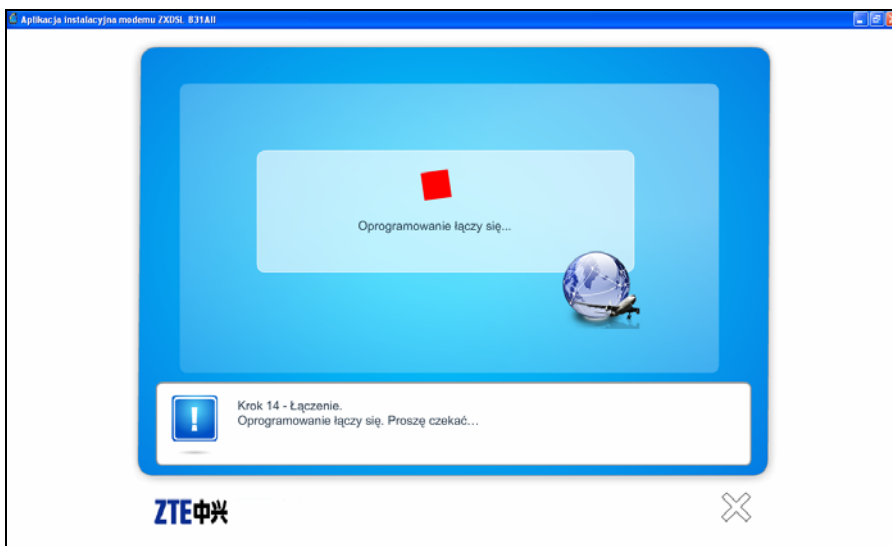 Aplikacja instalacyjna modemu ZXDSL 831AII
Oprogramowanie łączy się...
Krok 14 - Łączenie.
Oprogramowanie łączy się. Proszę czekać...
ZTE中兴